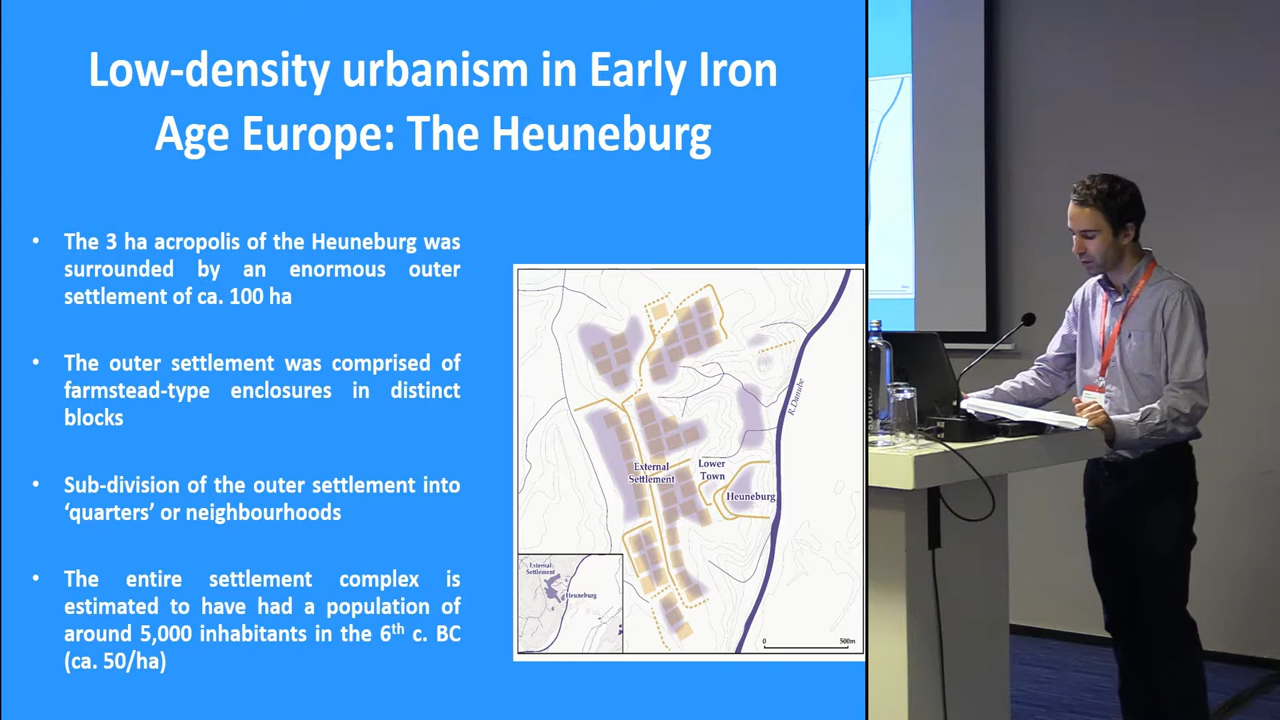 Low-density urbanism in Early Iron
Age Europe: The Heuneburg
• The 3 ha acropolis of the Heuneburg was
surrounded by an enormous outer
settlement of ca. 100 ha
• The outer settlement was comprised of
farmstead-type enclosures in distinct
blocks
• Sub-division of the outer settlement into
‘quarters’ or neighbourhoods
• The entire settlement complex is
estimated to have had a population of
around 5,000 inhabitants in the 6th c. BC
(ca. 50/ha)
R. Danube
External
Settlement
Lower
Town
Heuneburg
External
Settlement
Heuneburg
0 500m